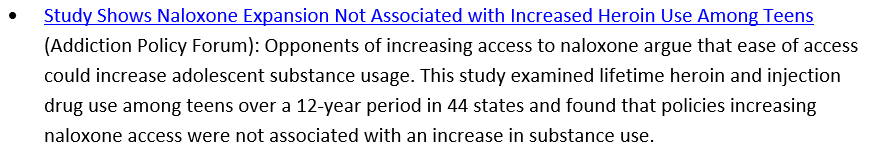 • Study Shows Naloxone Expansion Not Associated with Increased Heroin Use Among Teens
(Addiction Policy Forum): Opponents of increasing access to naloxone argue that ease of access
could increase adolescent substance usage. This study examined lifetime heroin and injection
drug use among teens over a 12-year period in 44 states and found that policies increasing
naloxone access were not associated with an increase in substance use.